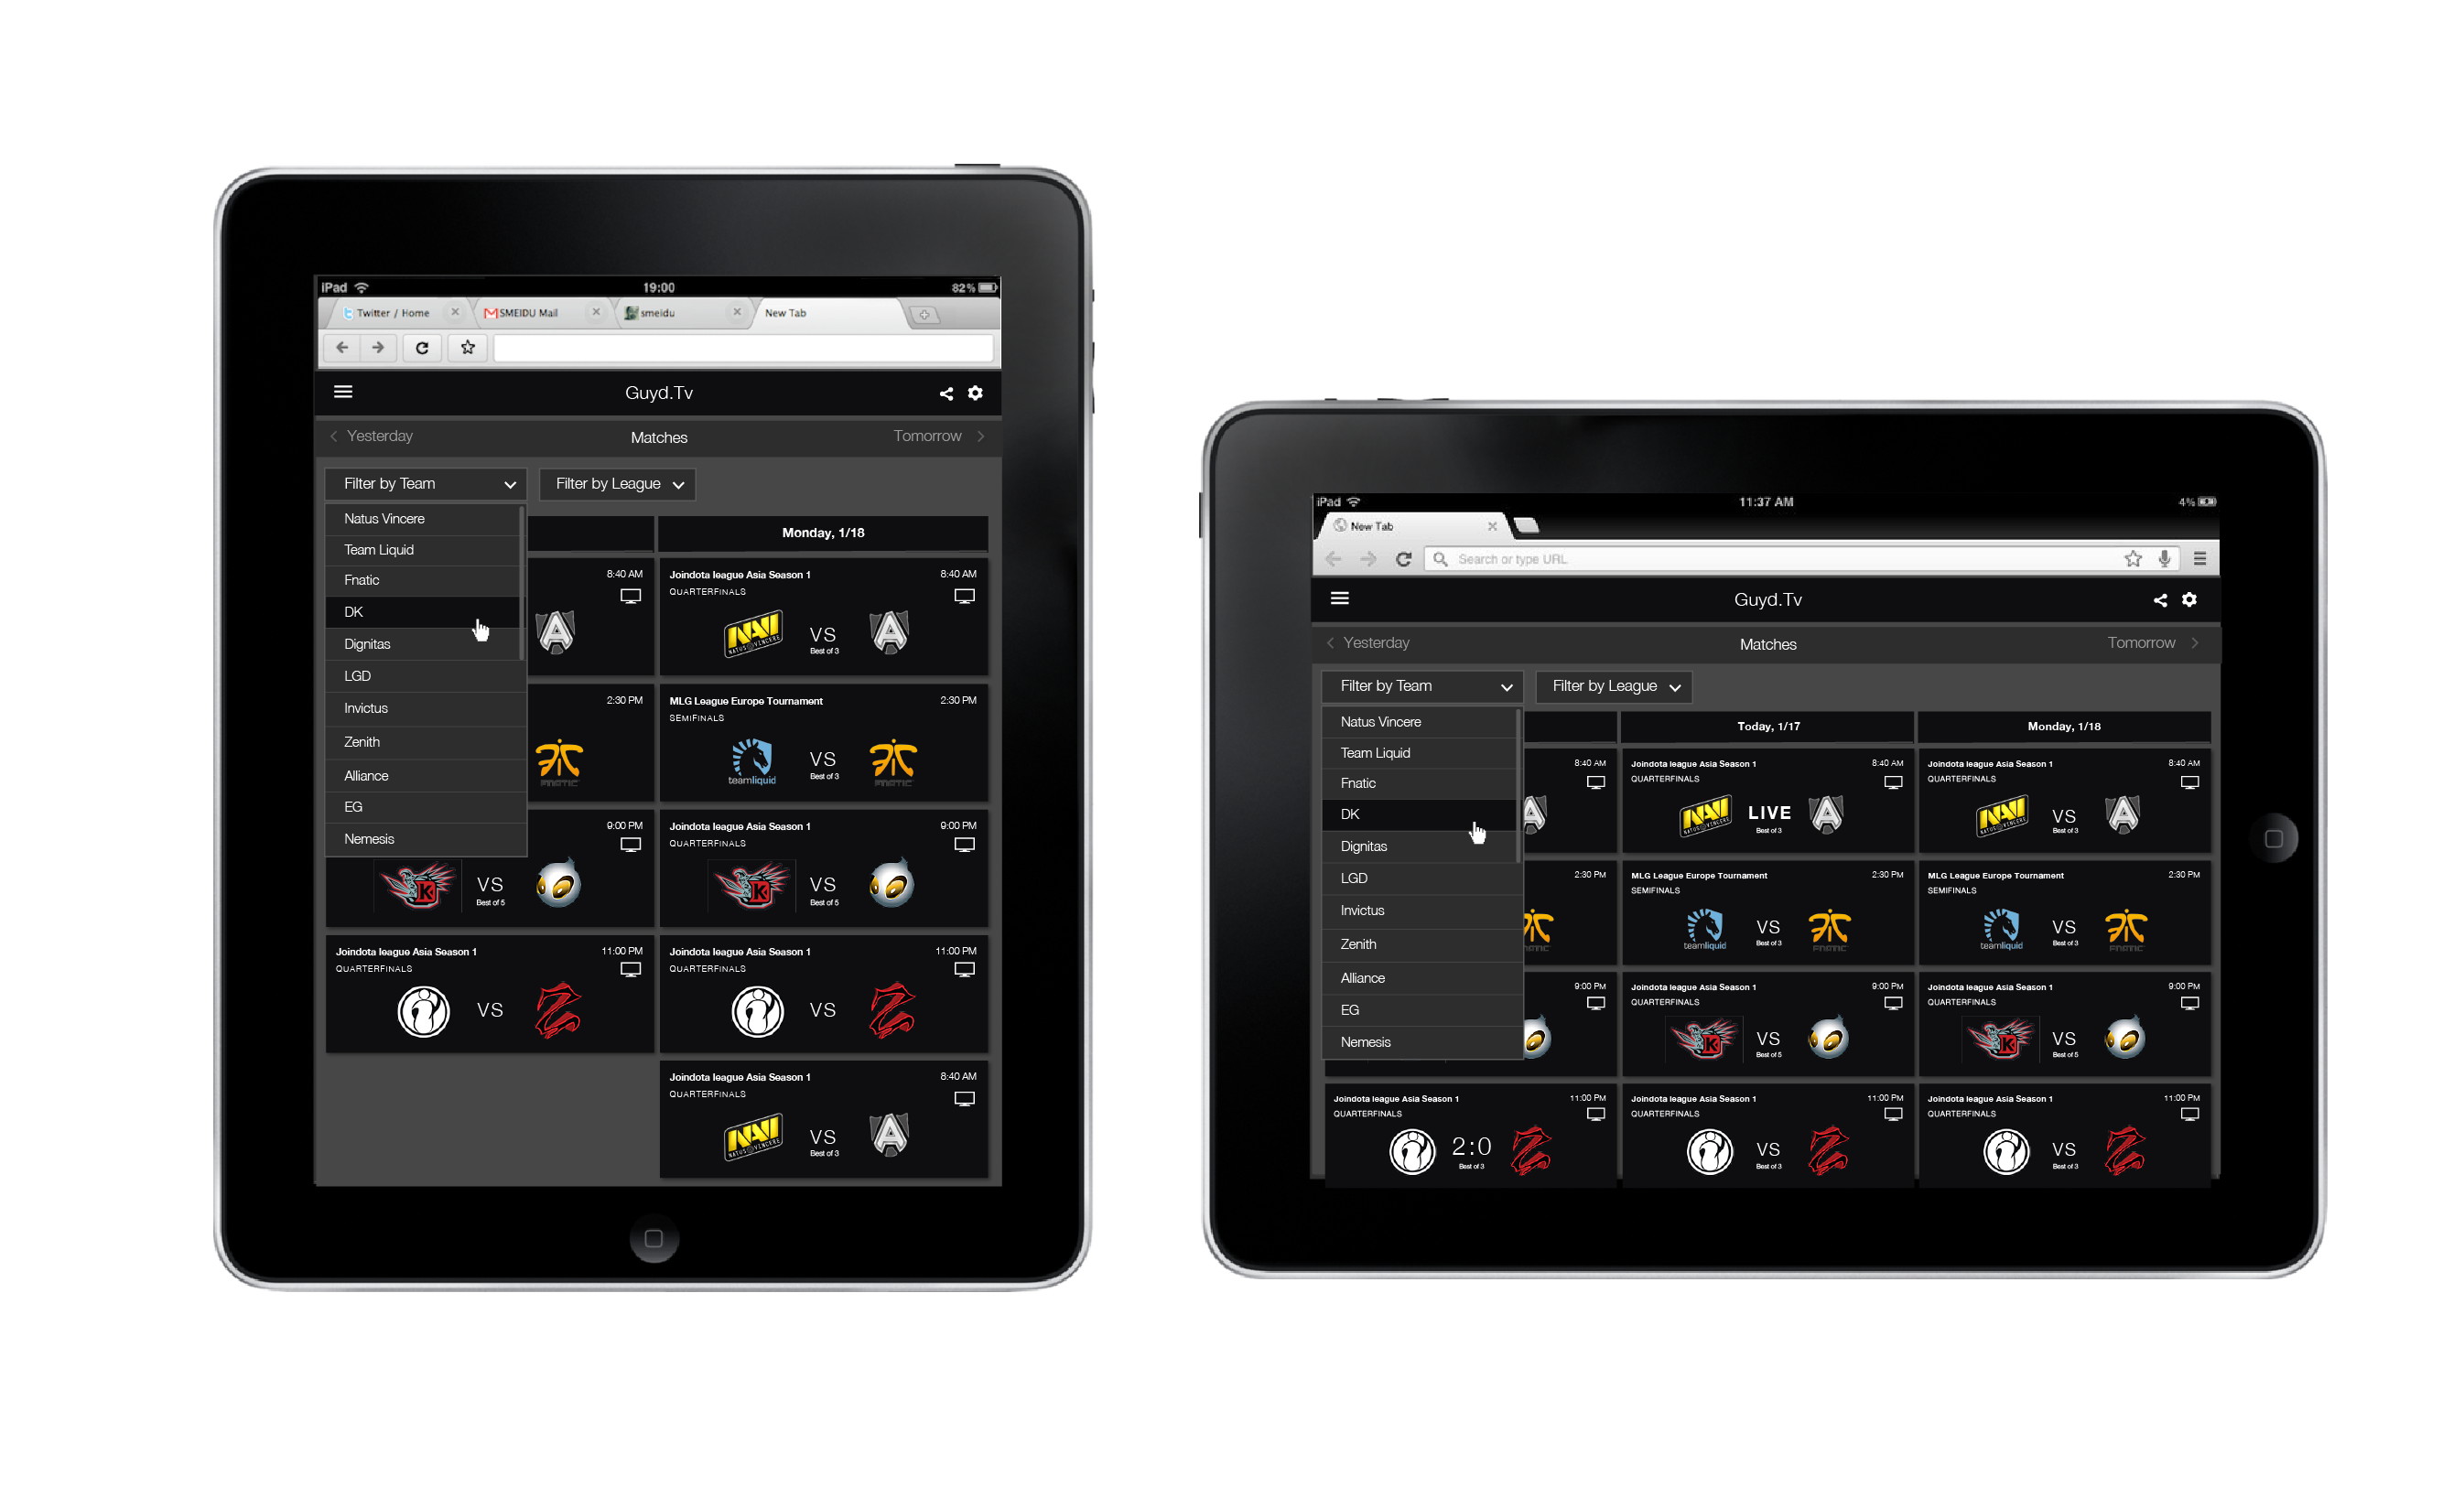 iPad 19:00 82%
Twitter / Home SMEIDU Mail smeidu New Tab
Guyd.Tv
Yesterday Matches Tomorrow
Filter by Team Filter by League
Natus Vincere
Team Liquid
Fnatic
DK
Dignitas
LGD
Invictus
Zenith
Alliance
EG
Nemesis
8:40 AM
2:30 PM
9:00 PM
K VS
Best of 5
Joindota league Asia Season 1 11:00 PM
QUARTERFINALS
VS
Monday, 1/18
Joindota league Asia Season 1 8:40 AM
QUARTERFINALS
NAVI VS
NATUS VINCERE Best of 3
MLG League Europe Tournament 2:30 PM
SEMIFINALS
VS
teamliquid Best of 3 FNATIC
Joindota league Asia Season 1 9:00 PM
QUARTERFINALS
K VS
Best of 5
Joindota league Asia Season 1 11:00 PM
QUARTERFINALS
VS
Joindota league Asia Season 1 8:40 AM
QUARTERFINALS
NAVI VS
NATUS VINCERE Best of 3
iPad 11:37 AM 4%
New Tab
Search or type URL
Guyd.Tv
Yesterday Matches Tomorrow
Filter by Team Filter by League
Natus Vincere
Team Liquid
Fnatic
DK
Dignitas
LGD
Invictus
Zenith
Alliance
EG
Nemesis
8:40 AM
2:30 PM
9:00 PM
Joindota league Asia Season 1 11:00 PM
QUARTERFINALS
2:0
Best of 3
Today, 1/17
Joindota league Asia Season 1 8:40 AM
QUARTERFINALS
NAVI LIVE
NATUS VINCERE Best of 3
MLG League Europe Tournament 2:30 PM
SEMIFINALS
VS
teamliquid Best of 3 FNATIC
Joindota league Asia Season 1 9:00 PM
QUARTERFINALS
K VS
Best of 5
Joindota league Asia Season 1 11:00 PM
QUARTERFINALS
VS
Best of 3
Monday, 1/18
Joindota league Asia Season 1 8:40 AM
QUARTERFINALS
NAVI VS
NATUS VINCERE Best of 3
MLG League Europe Tournament 2:30 PM
SEMIFINALS
VS
teamliquid Best of 3 FNATIC
Joindota league Asia Season 1 9:00 PM
QUARTERFINALS
K VS
Best of 5
Joindota league Asia Season 1 11:00 PM
QUARTERFINALS
VS
Best of 3